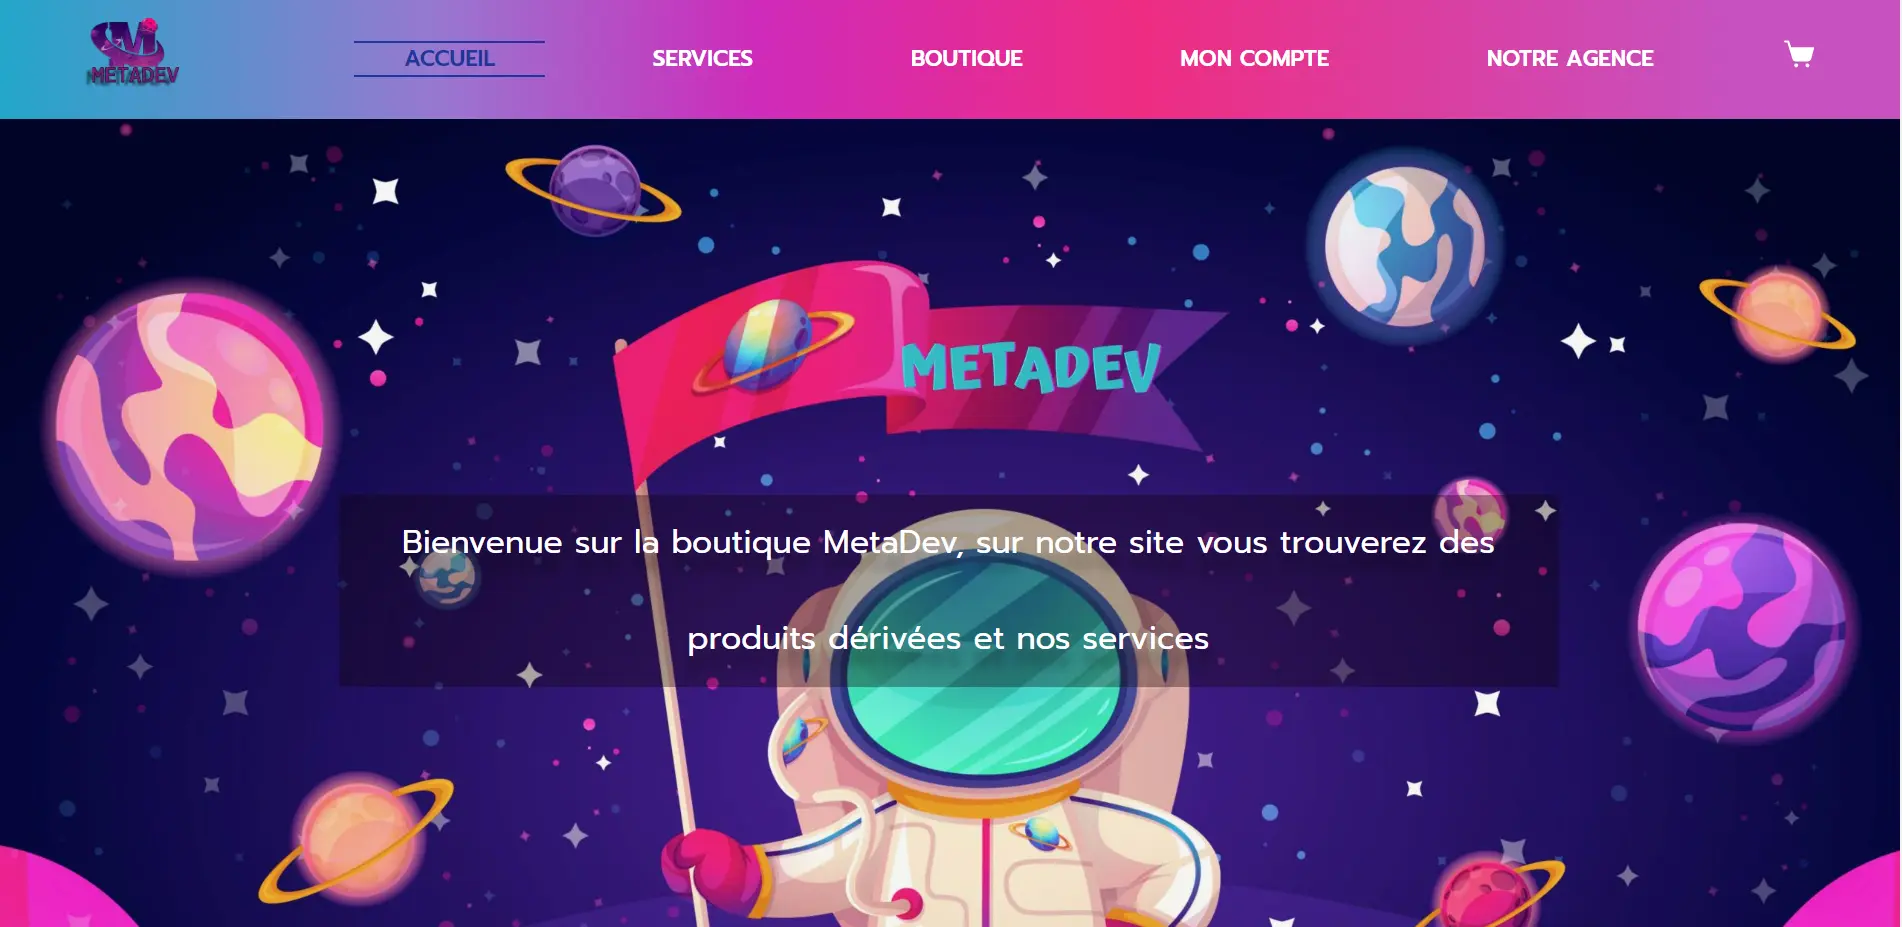 METADEV
ACCUEIL
SERVICES
BOUTIQUE
MON COMPTE
NOTRE AGENCE
METADEV
Bienvenue sur la boutique MetaDev, sur notre site vous trouverez des
produits dérivées et nos services